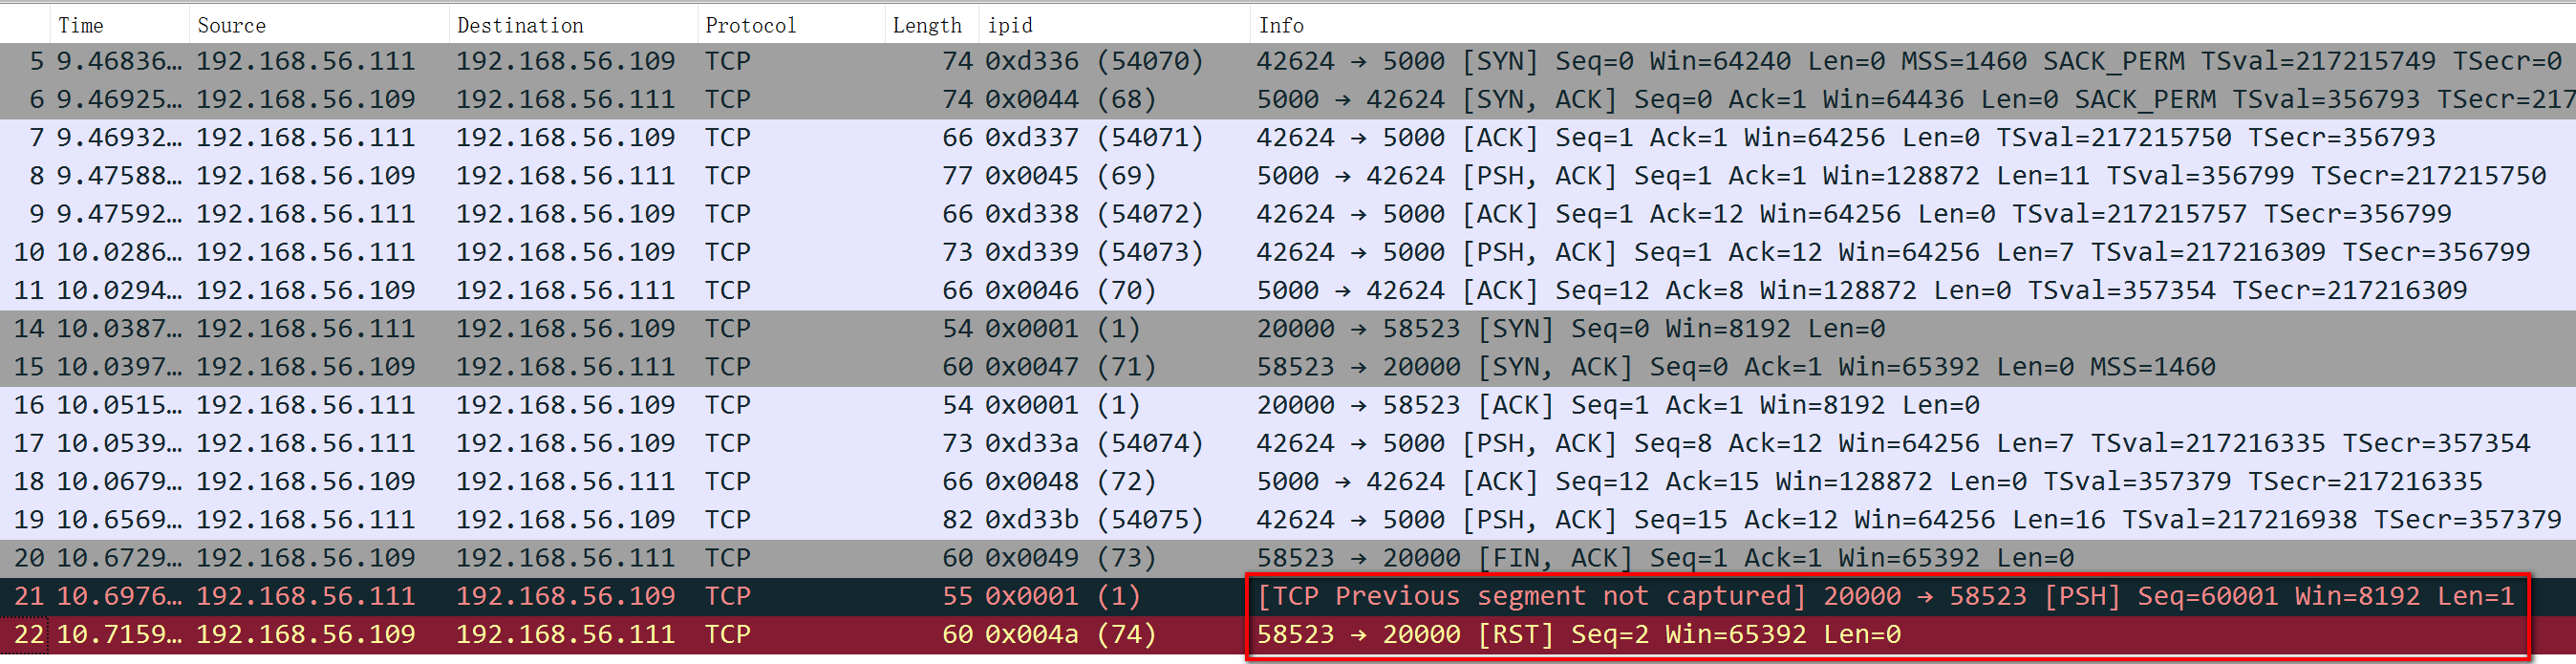 Time Source Destination Protocol Length ipid Info
5 9.46836… 192.168.56.111 192.168.56.109 TCP 74 0xd336 (54070) 42624 → 5000 [SYN] Seq=0 Win=64240 Len=0 MSS=1460 SACK_PERM TSval=217215749 TSecr=0
6 9.46925… 192.168.56.109 192.168.56.111 TCP 74 0x0044 (68) 5000 → 42624 [SYN, ACK] Seq=0 Ack=1 Win=64436 Len=0 SACK_PERM TSval=356793 TSecr=217
7 9.46932… 192.168.56.111 192.168.56.109 TCP 66 0xd337 (54071) 42624 → 5000 [ACK] Seq=1 Ack=1 Win=64256 Len=0 TSval=217215750 TSecr=356793
8 9.47588… 192.168.56.109 192.168.56.111 TCP 77 0x0045 (69) 5000 → 42624 [PSH, ACK] Seq=1 Ack=1 Win=128872 Len=11 TSval=356799 TSecr=217215750
9 9.47592… 192.168.56.111 192.168.56.109 TCP 66 0xd338 (54072) 42624 → 5000 [ACK] Seq=1 Ack=12 Win=64256 Len=0 TSval=217215757 TSecr=356799
10 10.0286… 192.168.56.111 192.168.56.109 TCP 73 0xd339 (54073) 42624 → 5000 [PSH, ACK] Seq=1 Ack=12 Win=64256 Len=7 TSval=217216309 TSecr=356799
11 10.0294… 192.168.56.109 192.168.56.111 TCP 66 0x0046 (70) 5000 → 42624 [ACK] Seq=12 Ack=8 Win=128872 Len=0 TSval=357354 TSecr=217216309
14 10.0387… 192.168.56.111 192.168.56.109 TCP 54 0x0001 (1) 20000 → 58523 [SYN] Seq=0 Win=8192 Len=0
15 10.0397… 192.168.56.109 192.168.56.111 TCP 60 0x0047 (71) 58523 → 20000 [SYN, ACK] Seq=0 Ack=1 Win=65392 Len=0 MSS=1460
16 10.0515… 192.168.56.111 192.168.56.109 TCP 54 0x0001 (1) 20000 → 58523 [ACK] Seq=1 Ack=1 Win=8192 Len=0
17 10.0539… 192.168.56.111 192.168.56.109 TCP 73 0xd33a (54074) 42624 → 5000 [PSH, ACK] Seq=8 Ack=12 Win=64256 Len=7 TSval=217216335 TSecr=357354
18 10.0679… 192.168.56.109 192.168.56.111 TCP 66 0x0048 (72) 5000 → 42624 [ACK] Seq=12 Ack=15 Win=128872 Len=0 TSval=357379 TSecr=217216335
19 10.6569… 192.168.56.111 192.168.56.109 TCP 82 0xd33b (54075) 42624 → 5000 [PSH, ACK] Seq=15 Ack=12 Win=64256 Len=16 TSval=217216938 TSecr=357379
20 10.6729… 192.168.56.109 192.168.56.111 TCP 60 0x0049 (73) 58523 → 20000 [FIN, ACK] Seq=1 Ack=1 Win=65392 Len=0
21 10.6976… 192.168.56.111 192.168.56.109 TCP 55 0x0001 (1) [TCP Previous segment not captured] 20000 → 58523 [PSH] Seq=60001 Win=8192 Len=1
22 10.7159… 192.168.56.109 192.168.56.111 TCP 60 0x004a (74) 58523 → 20000 [RST] Seq=2 Win=65392 Len=0